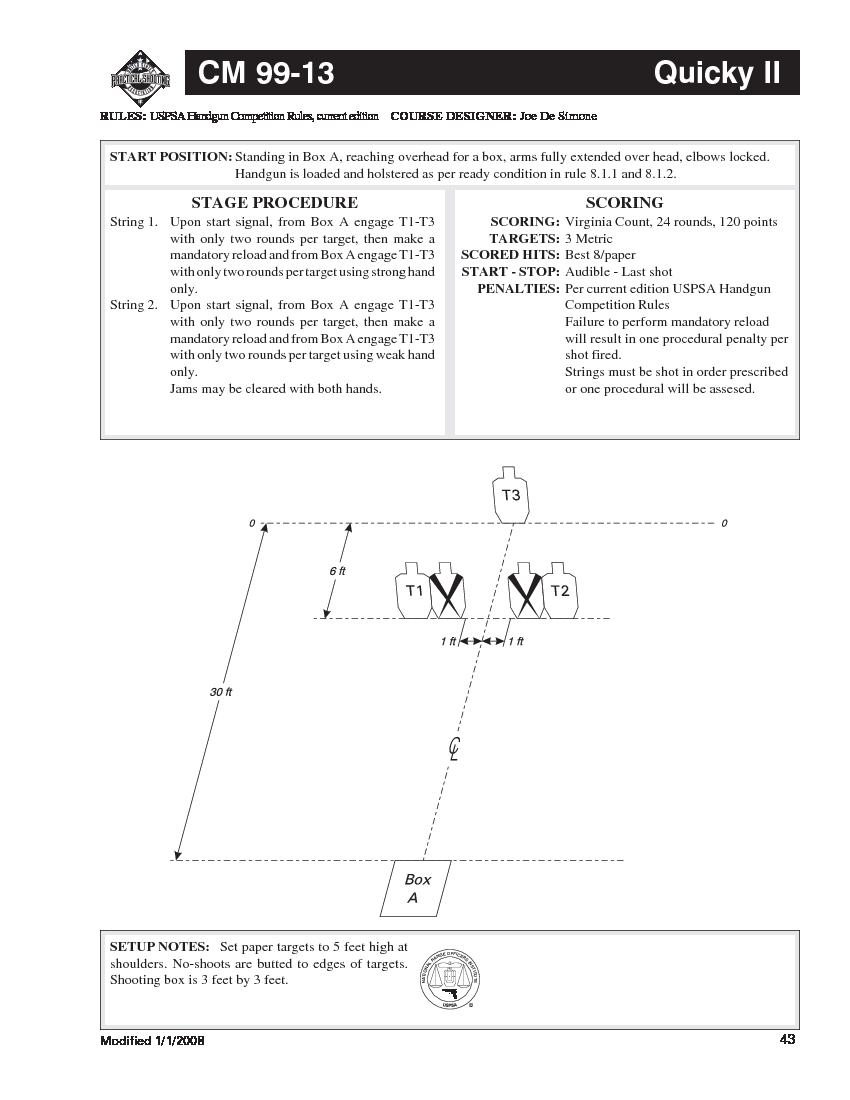 CM 99-13 Quicky II
PRACTICAL SHOOTING
RULES: USPSA Handgun Competition Rules, current edition COURSE DESIGNER: Joe De Simone
START POSITION: Standing in Box A, reaching overhead for a box, arms fully extended over head, elbows locked.
Handgun is loaded and holstered as per ready condition in rule 8.1.1 and 8.1.2.
STAGE PROCEDURE
String 1. Upon start signal, from Box A engage T1-T3
with only two rounds per target, then make a
mandatory reload and from Box A engage T1-T3
with only two rounds per target using strong hand
only.
String 2. Upon start signal, from Box A engage T1-T3
with only two rounds per target, then make a
mandatory reload and from Box A engage T1-T3
with only two rounds per target using weak hand
only.
Jams may be cleared with both hands.
SCORING
SCORING: Virginia Count, 24 rounds, 120 points
TARGETS: 3 Metric
SCORED HITS: Best 8/paper
START - STOP: Audible - Last shot
PENALTIES: Per current edition USPSA Handgun
Competition Rules
Failure to perform mandatory reload
will result in one procedural penalty per
shot fired.
Strings must be shot in order prescribed
or one procedural will be assesed.
T3
0 0
6 ft
T1 T2
1 ft 1 ft
30 ft
CL
Box
A
SETUP NOTES: Set paper targets to 5 feet high at
shoulders. No-shoots are butted to edges of targets.
Shooting box is 3 feet by 3 feet.
USPSA
Modified 1/1/2008 43